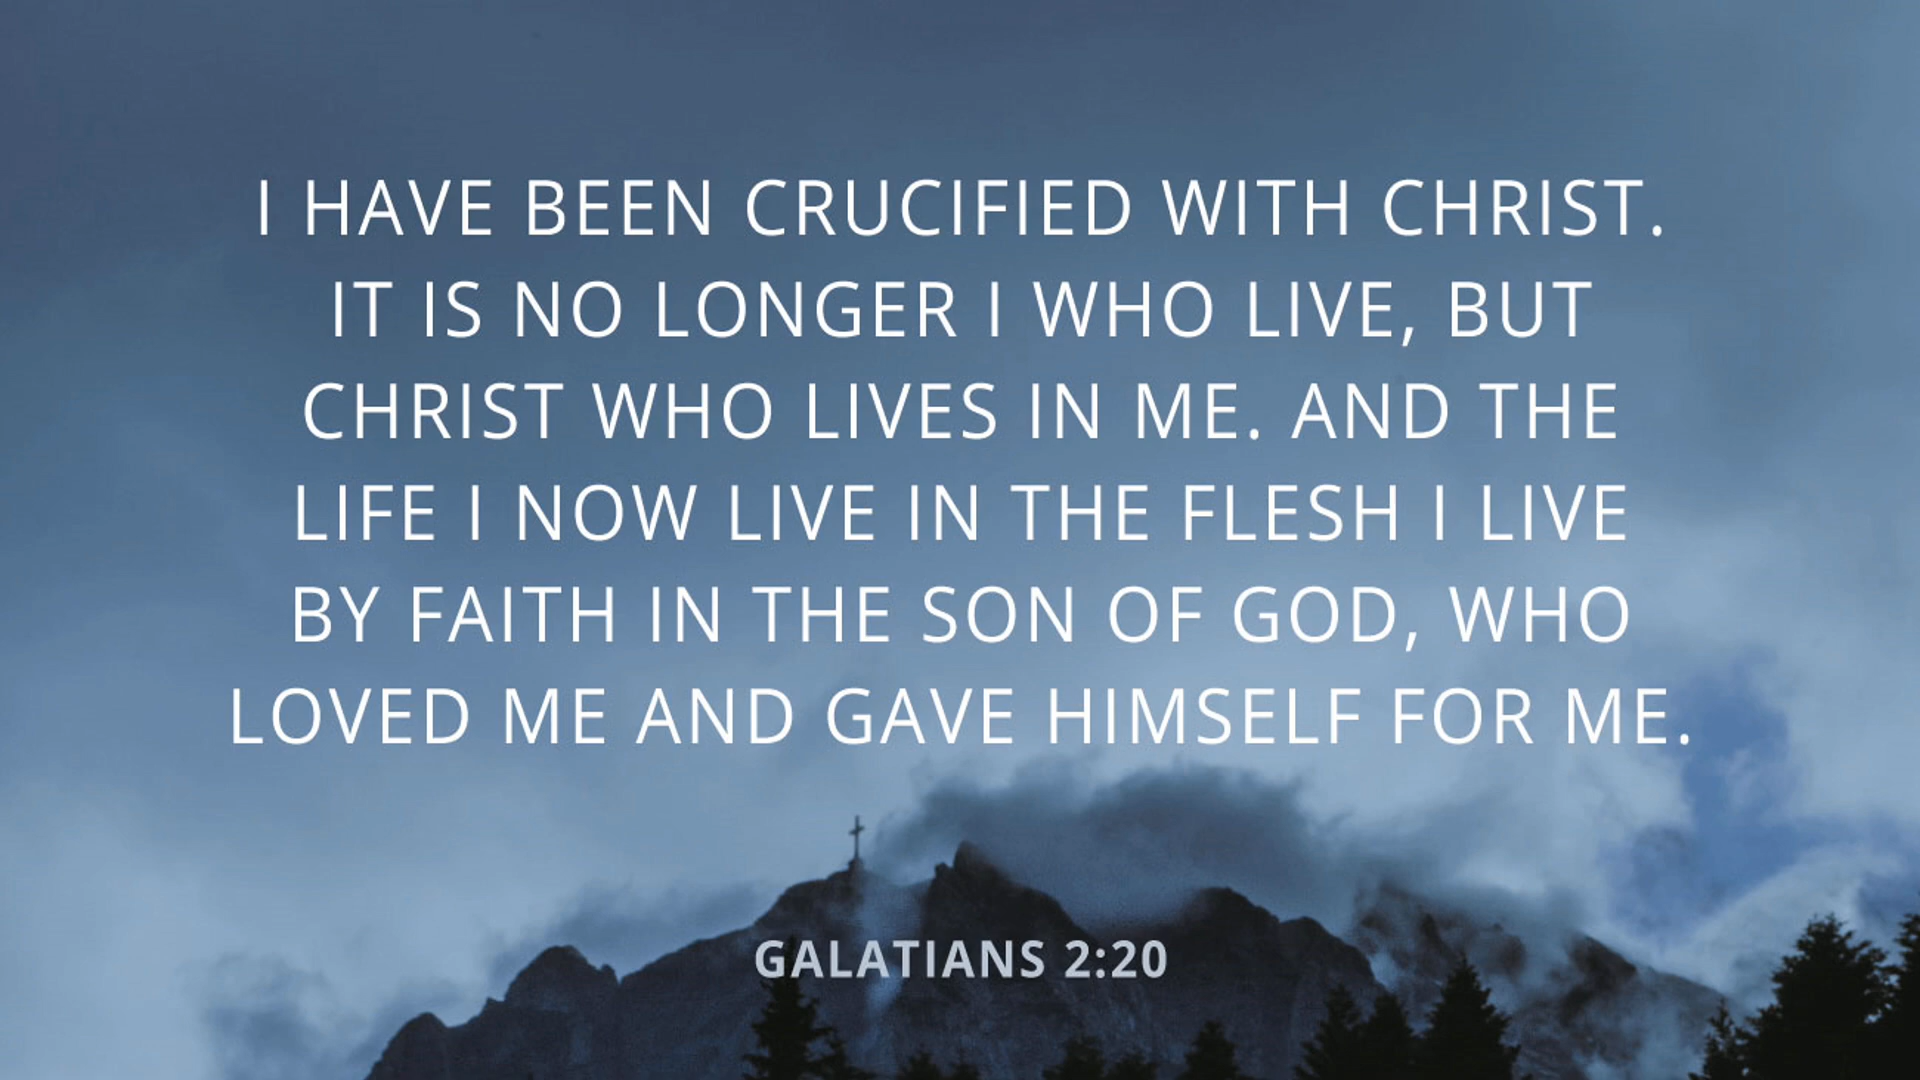 I HAVE BEEN CRUCIFIED WITH CHRIST.
IT IS NO LONGER I WHO LIVE, BUT
CHRIST WHO LIVES IN ME. AND THE
LIFE I NOW LIVE IN THE FLESH I LIVE
BY FAITH IN THE SON OF GOD, WHO
LOVED ME AND GAVE HIMSELF FOR ME.
GALATIANS 2:20